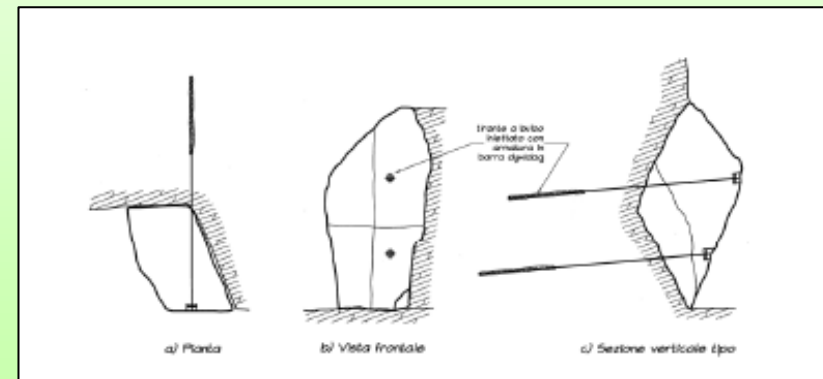 tirante a bulbo
iniettato con
armatura in
barra dywidag
a) Pianta
b) Vista frontale
c) Sezione verticale tipo